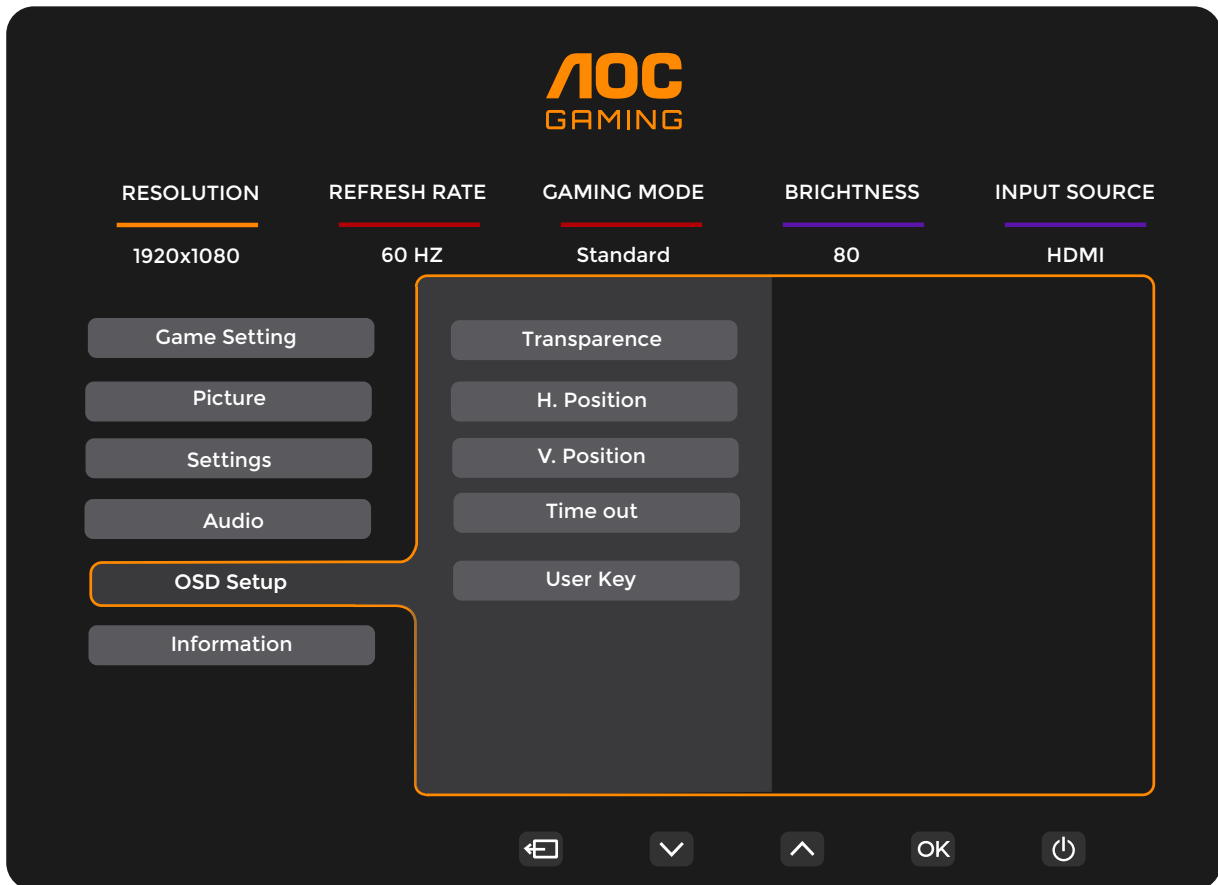 AOC
GAMING
RESOLUTION REFRESH RATE GAMING MODE BRIGHTNESS INPUT SOURCE
1920x1080 60 HZ Standard 80 HDMI
Game Setting
Picture
Settings
Audio
OSD Setup
Information
Transparence
H. Position
V. Position
Time out
User Key
OK